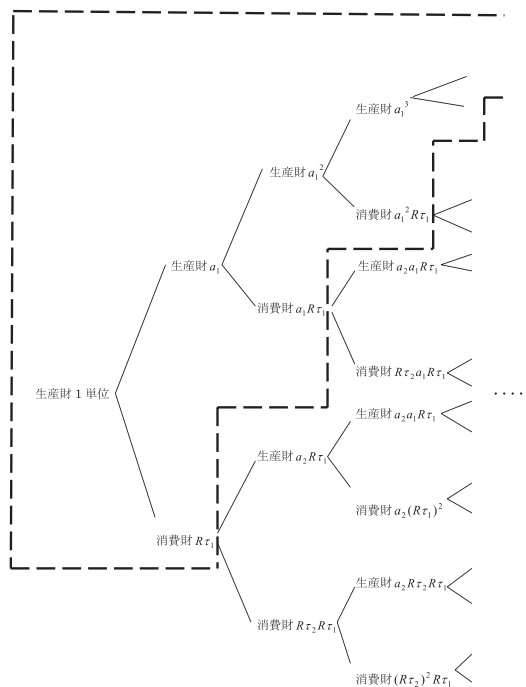 生産財 a₁³
生産財 a₁²
消費財 a₁²Rτ₁
生産財 a₁
生産財 a₂a₁Rτ₁
消費財 a₁Rτ₁
消費財 Rτ₂a₁Rτ₁
生産財 1 単位
・・・・
生産財 a₂a₁Rτ₁
生産財 a₂Rτ₁
消費財 a₂(Rτ₁)²
消費財 Rτ₁
生産財 a₂Rτ₂Rτ₁
消費財 Rτ₂Rτ₁
消費財 (Rτ₂)²Rτ₁